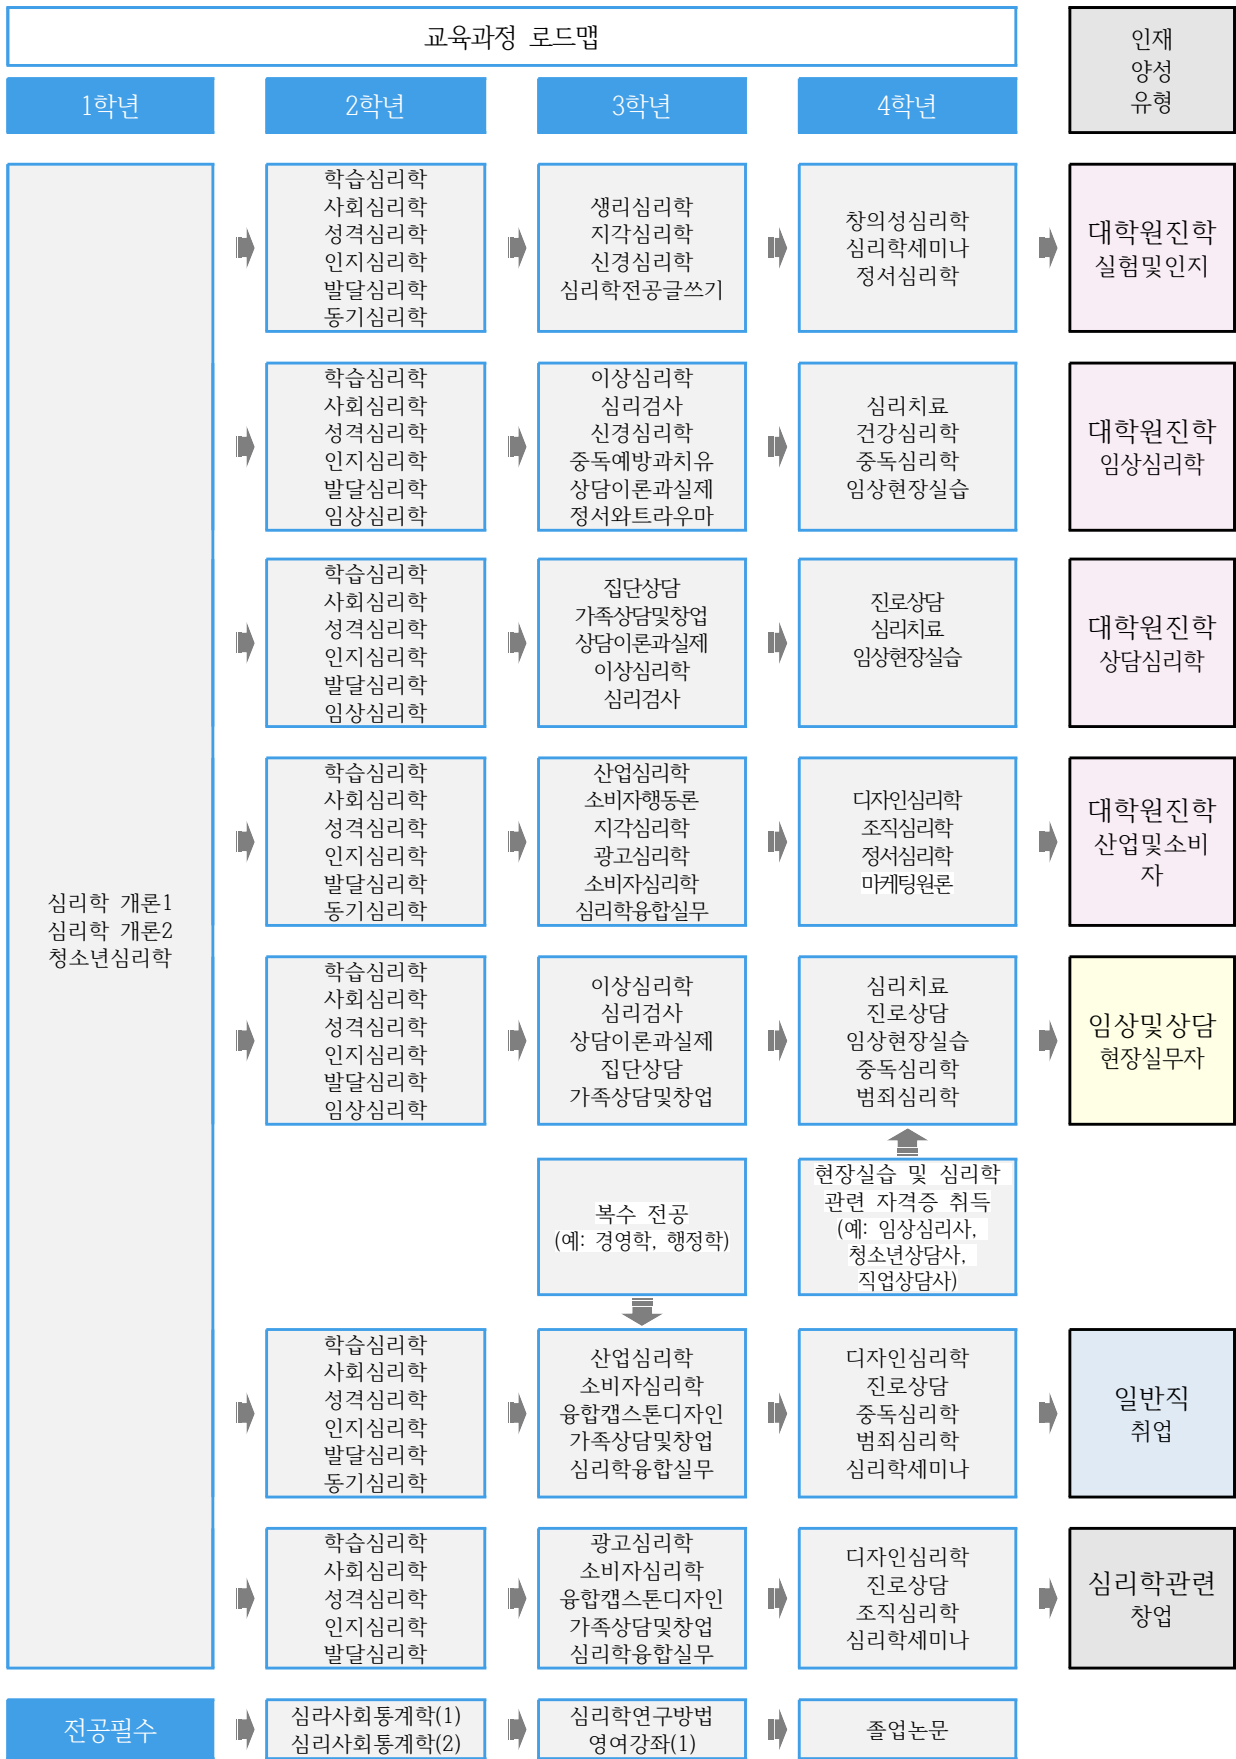 교육과정 로드맵
인재
양성
유형
1학년
2학년
3학년
4학년
심리학 개론1
심리학 개론2
청소년심리학
학습심리학
사회심리학
성격심리학
인지심리학
발달심리학
동기심리학
생리심리학
지각심리학
신경심리학
심리학전공글쓰기
창의성심리학
심리학세미나
정서심리학
대학원진학
실험및인지
학습심리학
사회심리학
성격심리학
인지심리학
발달심리학
임상심리학
이상심리학
심리검사
신경심리학
중독예방과치유
상담이론과실제
정서와트라우마
심리치료
건강심리학
중독심리학
임상현장실습
대학원진학
임상심리학
학습심리학
사회심리학
성격심리학
인지심리학
발달심리학
임상심리학
집단상담
가족상담및창업
상담이론과실제
이상심리학
심리검사
진로상담
심리치료
임상현장실습
대학원진학
상담심리학
학습심리학
사회심리학
성격심리학
인지심리학
발달심리학
동기심리학
산업심리학
소비자행동론
지각심리학
광고심리학
소비자심리학
심리학융합실무
디자인심리학
조직심리학
정서심리학
마케팅원론
대학원진학
산업및소비
자
학습심리학
사회심리학
성격심리학
인지심리학
발달심리학
임상심리학
이상심리학
심리검사
상담이론과실제
집단상담
가족상담및창업
심리치료
진로상담
임상현장실습
중독심리학
범죄심리학
임상및상담
현장실무자
복수 전공
(예: 경영학, 행정학)
현장실습 및 심리학
관련 자격증 취득
(예: 임상심리사,
청소년상담사,
직업상담사)
학습심리학
사회심리학
성격심리학
인지심리학
발달심리학
동기심리학
산업심리학
소비자심리학
융합캡스톤디자인
가족상담및창업
심리학융합실무
디자인심리학
진로상담
중독심리학
범죄심리학
심리학세미나
일반직
취업
학습심리학
사회심리학
성격심리학
인지심리학
발달심리학
광고심리학
소비자심리학
융합캡스톤디자인
가족상담및창업
심리학융합실무
디자인심리학
진로상담
조직심리학
심리학세미나
심리학관련
창업
전공필수
심라사회통계학(1)
심리사회통계학(2)
심리학연구방법
영여강좌(1)
졸업논문